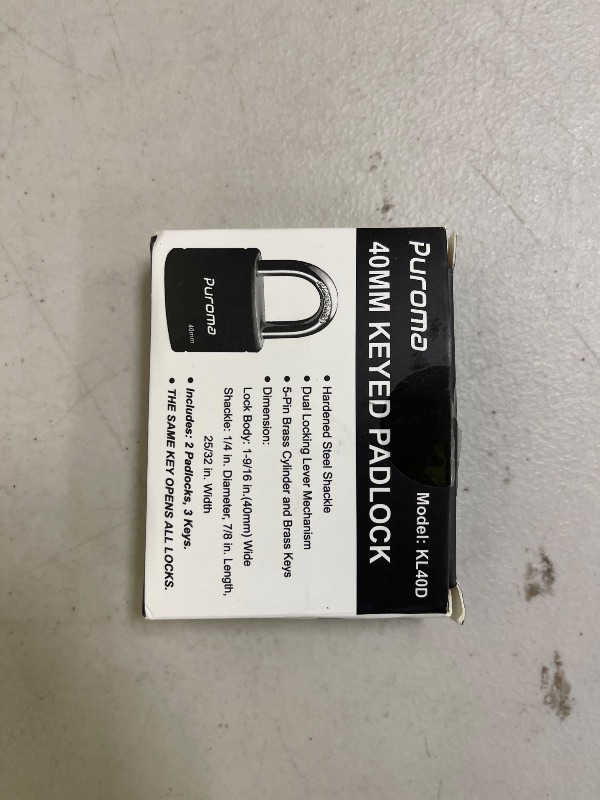 Puroma
Model: KL40D
40MM KEYED PADLOCK
Puroma
40mm
• Hardened Steel Shackle
• Dual Locking Lever Mechanism
• 5-Pin Brass Cylinder and Brass Keys
• Dimension:
Lock Body: 1-9/16 in.(40mm) Wide
Shackle: 1/4 in. Diameter, 7/8 in. Length,
25/32 in. Width
• Includes: 2 Padlocks, 3 Keys.
• THE SAME KEY OPENS ALL LOCKS.